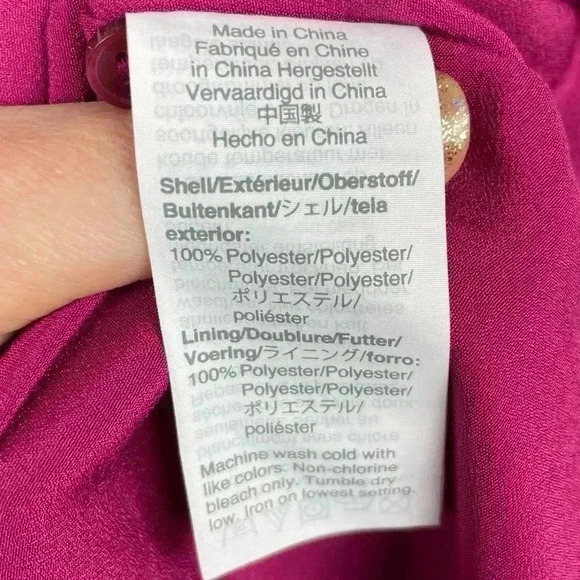 Made in China
Fabriqué en Chine
in China Hergestellt
Vervaardigd in China
中国製
Hecho en China
Shell/Extérieur/Oberstoff/
Buitenkant/シェル/tela
exterior:
100% Polyester/Polyester/
Polyester/Polyester/
ポリエステル/
poliéster
Lining/Doublure/Futter/
Voering/ライニング/forro:
100% Polyester/Polyester/
Polyester/Polyester/
ポリエステル/
poliéster
Machine wash cold with
like colors. Non-chlorine
bleach only. Tumble dry
low. Iron on lowest setting.